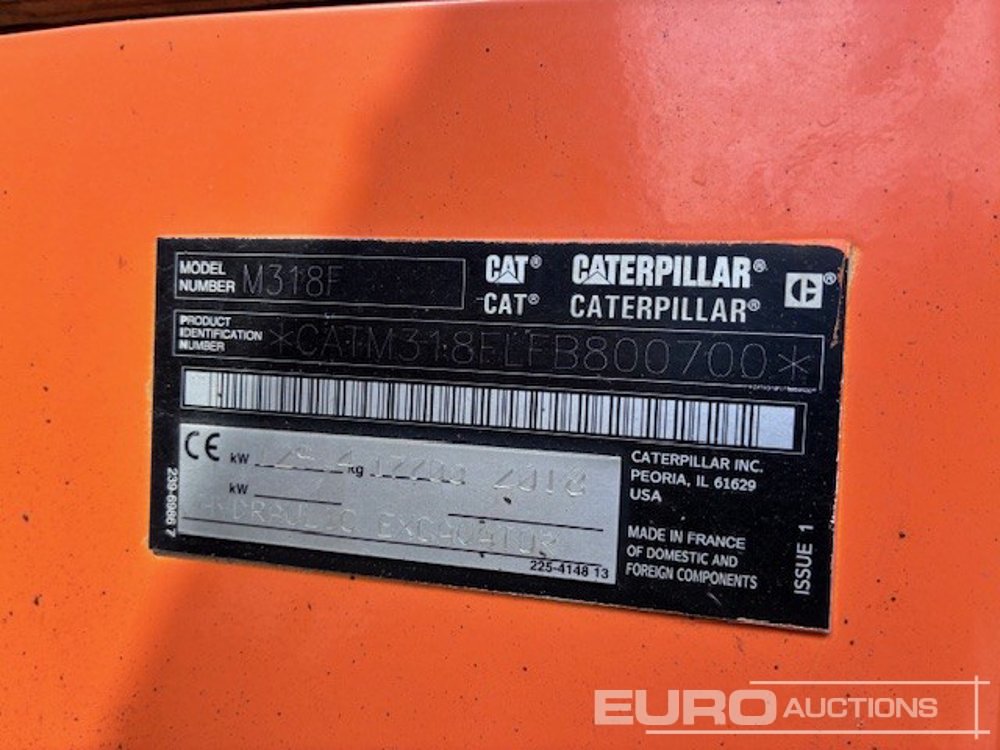 MODEL NUMBER M318F
CAT® CATERPILLAR®
CAT® CATERPILLAR®
PRODUCT IDENTIFICATION NUMBER *CATM318FLFB800700*
CE kW kg 2018
kW
HYDRAULIC EXCAVATOR
225-4148 13
239-6986 7
CATERPILLAR INC.
PEORIA, IL 61629
USA
MADE IN FRANCE
OF DOMESTIC AND
FOREIGN COMPONENTS
ISSUE 1
EURO AUCTIONS